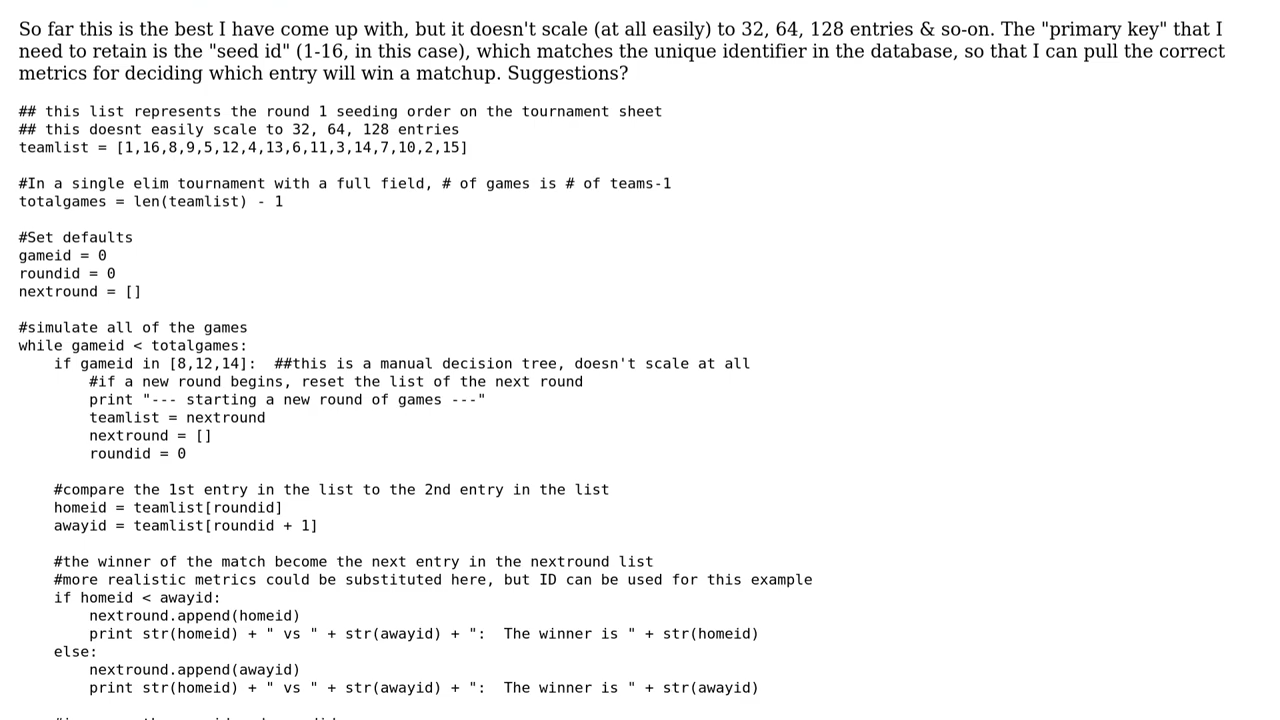 So far this is the best I have come up with, but it doesn't scale (at all easily) to 32, 64, 128 entries & so-on. The "primary key" that I
need to retain is the "seed id" (1-16, in this case), which matches the unique identifier in the database, so that I can pull the correct
metrics for deciding which entry will win a matchup. Suggestions?
## this list represents the round 1 seeding order on the tournament sheet
## this doesnt easily scale to 32, 64, 128 entries
teamlist = [1,16,8,9,5,12,4,13,6,11,3,14,7,10,2,15]
#In a single elim tournament with a full field, # of games is # of teams-1
totalgames = len(teamlist) - 1
#Set defaults
gameid = 0
roundid = 0
nextround = []
#simulate all of the games
while gameid < totalgames:
    if gameid in [8,12,14]:  ##this is a manual decision tree, doesn't scale at all
        #if a new round begins, reset the list of the next round
        print "--- starting a new round of games ---"
        teamlist = nextround
        nextround = []
        roundid = 0
    #compare the 1st entry in the list to the 2nd entry in the list
    homeid = teamlist[roundid]
    awayid = teamlist[roundid + 1]
    #the winner of the match become the next entry in the nextround list
    #more realistic metrics could be substituted here, but ID can be used for this example
    if homeid < awayid:
        nextround.append(homeid)
        print str(homeid) + " vs " + str(awayid) + ":  The winner is " + str(homeid)
    else:
        nextround.append(awayid)
        print str(homeid) + " vs " + str(awayid) + ":  The winner is " + str(awayid)